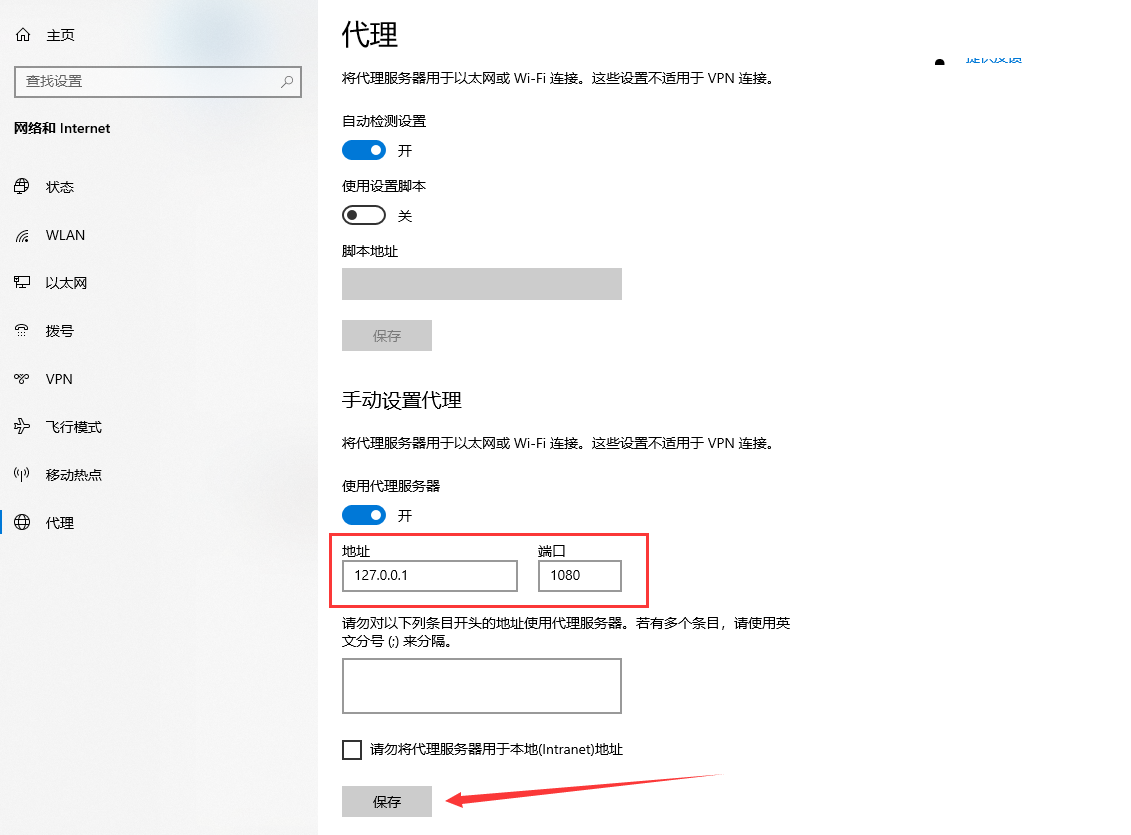 主页
查找设置
网络和 Internet
状态
WLAN
以太网
拨号
VPN
飞行模式
移动热点
代理
代理
将代理服务器用于以太网或 Wi-Fi 连接。这些设置不适用于 VPN 连接。
自动检测设置
开
使用设置脚本
关
脚本地址
保存
手动设置代理
将代理服务器用于以太网或 Wi-Fi 连接。这些设置不适用于 VPN 连接。
使用代理服务器
开
地址 端口
127.0.0.1 1080
请勿对以下列条目开头的地址使用代理服务器。若有多个条目，请使用英
文分号 (;) 来分隔。
请勿将代理服务器用于本地(Intranet)地址
保存
提供反馈